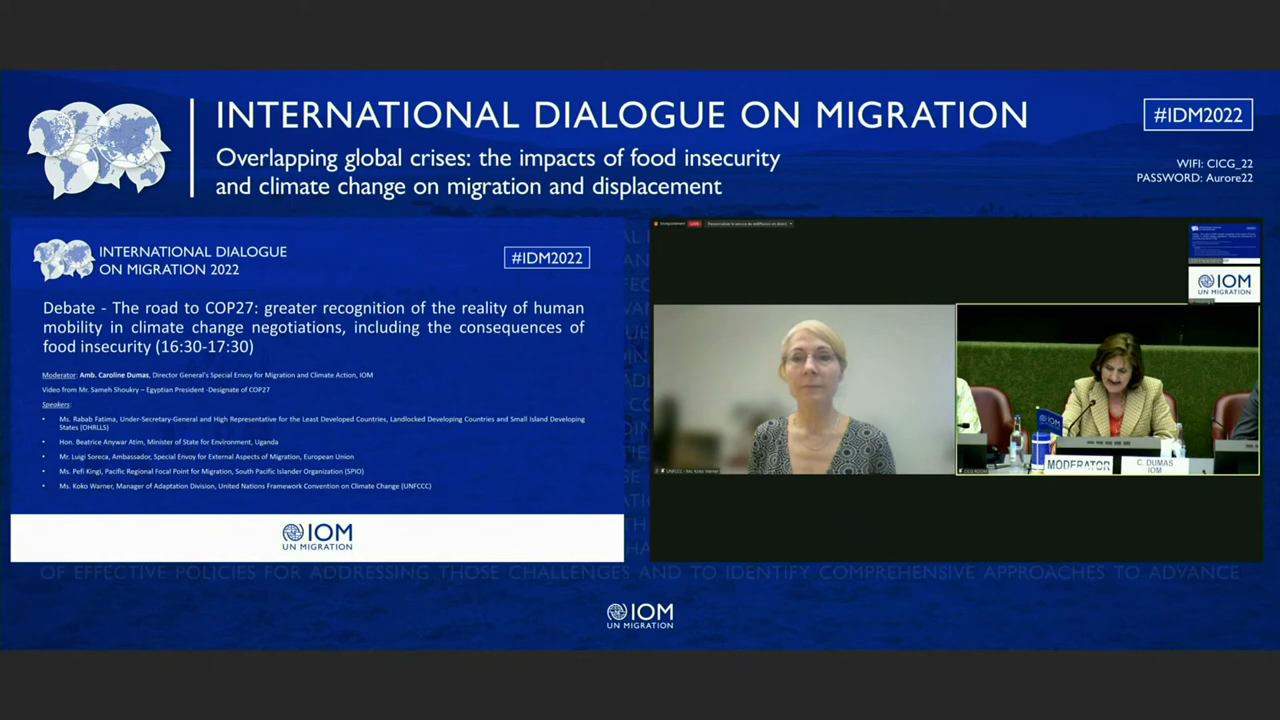 INTERNATIONAL DIALOGUE ON MIGRATION
Overlapping global crises: the impacts of food insecurity
and climate change on migration and displacement
#IDM2022
WIFI: CICG_22
PASSWORD: Aurore22
INTERNATIONAL DIALOGUE
ON MIGRATION 2022
#IDM2022
Debate - The road to COP27: greater recognition of the reality of human
mobility in climate change negotiations, including the consequences of
food insecurity (16:30-17:30)
Moderator: Amb. Caroline Dumas, Director General's Special Envoy for Migration and Climate Action, IOM
Video from Mr. Sameh Shoukry – Egyptian President -Designate of COP27
Speakers:
• Ms. Rabab Fatima, Under-Secretary-General and High Representative for the Least Developed Countries, Landlocked Developing Countries and Small Island Developing
States (OHRLLS)
• Hon. Beatrice Anywar Atim, Minister of State for Environment, Uganda
• Mr. Luigi Soreca, Ambassador, Special Envoy for External Aspects of Migration, European Union
• Ms. Pefi Kingi, Pacific Regional Focal Point for Migration, South Pacific Islander Organization (SPIO)
• Ms. Koko Warner, Manager of Adaptation Division, United Nations Framework Convention on Climate Change (UNFCCC)
IOM
UN MIGRATION
IOM
UN MIGRATION
UNFCCC - Ms. Koko Warner
CICG ROOM
MODERATOR
C. DUMAS
IOM
OF EFFECTIVE POLICIES FOR ADDRESSING THOSE CHALLENGES AND TO IDENTIFY COMPREHENSIVE APPROACHES TO ADVANCE
IOM
UN MIGRATION